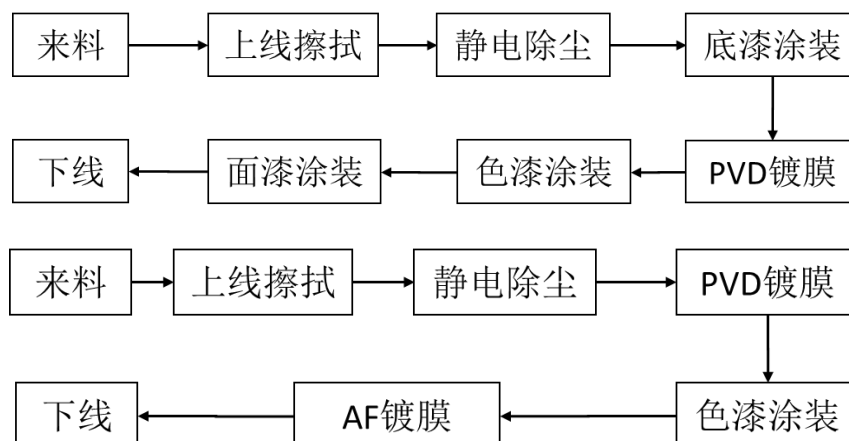 来料
上线擦拭
静电除尘
底漆涂装
PVD镀膜
色漆涂装
面漆涂装
下线
来料
上线擦拭
静电除尘
PVD镀膜
色漆涂装
AF镀膜
下线